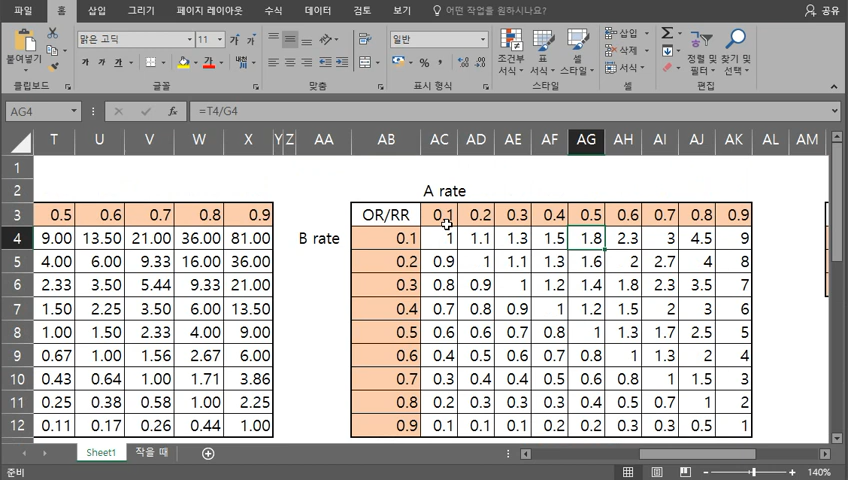 파일 홈 삽입 그리기 페이지 레이아웃 수식 데이터 검토 보기 어떤 작업을 원하시나요? 공유
붙여넣기 맑은 고딕 11 가 가 일반 조건부 서식 표 서식 셀 스타일 삽입 삭제 서식 정렬 및 필터 찾기 및 선택
가 가 가 내천 % ,
클립보드 글꼴 맞춤 표시 형식 스타일 셀 편집
AG4 fx =T4/G4
T U V W X Y Z AA AB AC AD AE AF AG AH AI AJ AK AL AM
1
2 A rate
3 0.5 0.6 0.7 0.8 0.9 OR/RR 0.1 0.2 0.3 0.4 0.5 0.6 0.7 0.8 0.9
4 9.00 13.50 21.00 36.00 81.00 B rate 0.1 1 1.1 1.3 1.5 1.8 2.3 3 4.5 9
5 4.00 6.00 9.33 16.00 36.00 0.2 0.9 1 1.1 1.3 1.6 2 2.7 4 8
6 2.33 3.50 5.44 9.33 21.00 0.3 0.8 0.9 1 1.2 1.4 1.8 2.3 3.5 7
7 1.50 2.25 3.50 6.00 13.50 0.4 0.7 0.8 0.9 1 1.2 1.5 2 3 6
8 1.00 1.50 2.33 4.00 9.00 0.5 0.6 0.6 0.7 0.8 1 1.3 1.7 2.5 5
9 0.67 1.00 1.56 2.67 6.00 0.6 0.4 0.5 0.6 0.7 0.8 1 1.3 2 4
10 0.43 0.64 1.00 1.71 3.86 0.7 0.3 0.4 0.4 0.5 0.6 0.8 1 1.5 3
11 0.25 0.38 0.58 1.00 2.25 0.8 0.2 0.3 0.3 0.3 0.4 0.5 0.7 1 2
12 0.11 0.17 0.26 0.44 1.00 0.9 0.1 0.1 0.1 0.2 0.2 0.3 0.3 0.5 1
Sheet1 작을 때
준비 140%